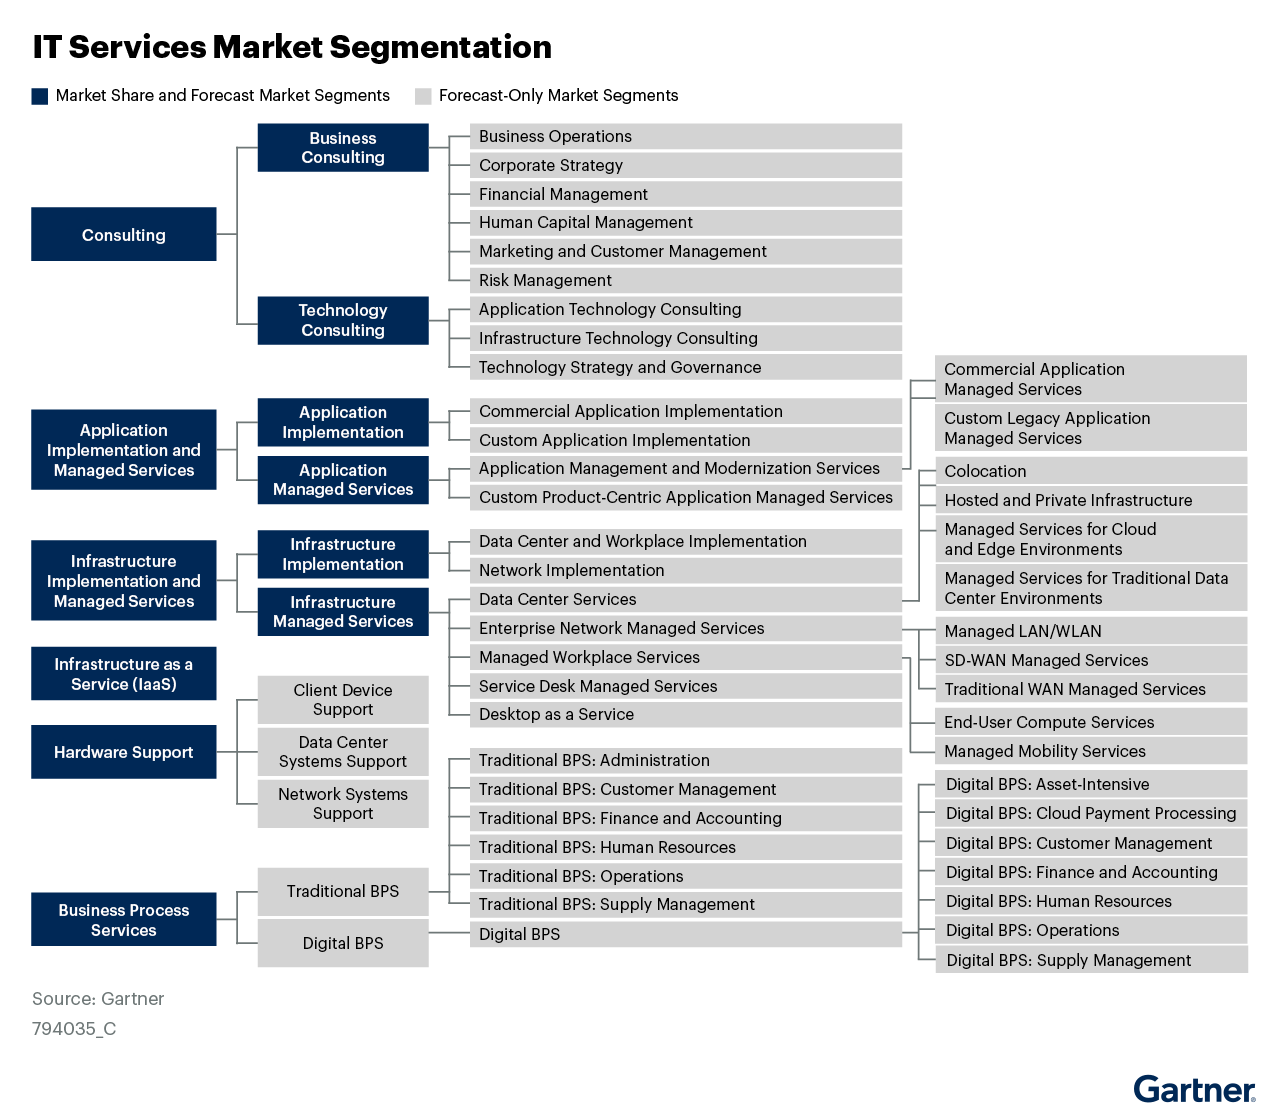 IT Services Market Segmentation
Market Share and Forecast Market Segments
Forecast-Only Market Segments
Consulting
Business
Consulting
Business Operations
Corporate Strategy
Financial Management
Human Capital Management
Marketing and Customer Management
Risk Management
Technology
Consulting
Application Technology Consulting
Infrastructure Technology Consulting
Technology Strategy and Governance
Application
Implementation and
Managed Services
Application
Implementation
Commercial Application Implementation
Custom Application Implementation
Application
Managed Services
Application Management and Modernization Services
Custom Product-Centric Application Managed Services
Commercial Application
Managed Services
Custom Legacy Application
Managed Services
Infrastructure
Implementation and
Managed Services
Infrastructure
Implementation
Data Center and Workplace Implementation
Network Implementation
Infrastructure
Managed Services
Data Center Services
Enterprise Network Managed Services
Managed Workplace Services
Service Desk Managed Services
Desktop as a Service
Colocation
Hosted and Private Infrastructure
Managed Services for Cloud
and Edge Environments
Managed Services for Traditional Data
Center Environments
Managed LAN/WLAN
SD-WAN Managed Services
Traditional WAN Managed Services
End-User Compute Services
Managed Mobility Services
Infrastructure as a
Service (IaaS)
Hardware Support
Client Device
Support
Data Center
Systems Support
Network Systems
Support
Business Process
Services
Traditional BPS
Traditional BPS: Administration
Traditional BPS: Customer Management
Traditional BPS: Finance and Accounting
Traditional BPS: Human Resources
Traditional BPS: Operations
Traditional BPS: Supply Management
Digital BPS
Digital BPS
Digital BPS: Asset-Intensive
Digital BPS: Cloud Payment Processing
Digital BPS: Customer Management
Digital BPS: Finance and Accounting
Digital BPS: Human Resources
Digital BPS: Operations
Digital BPS: Supply Management
Source: Gartner
794035_C
Gartner®